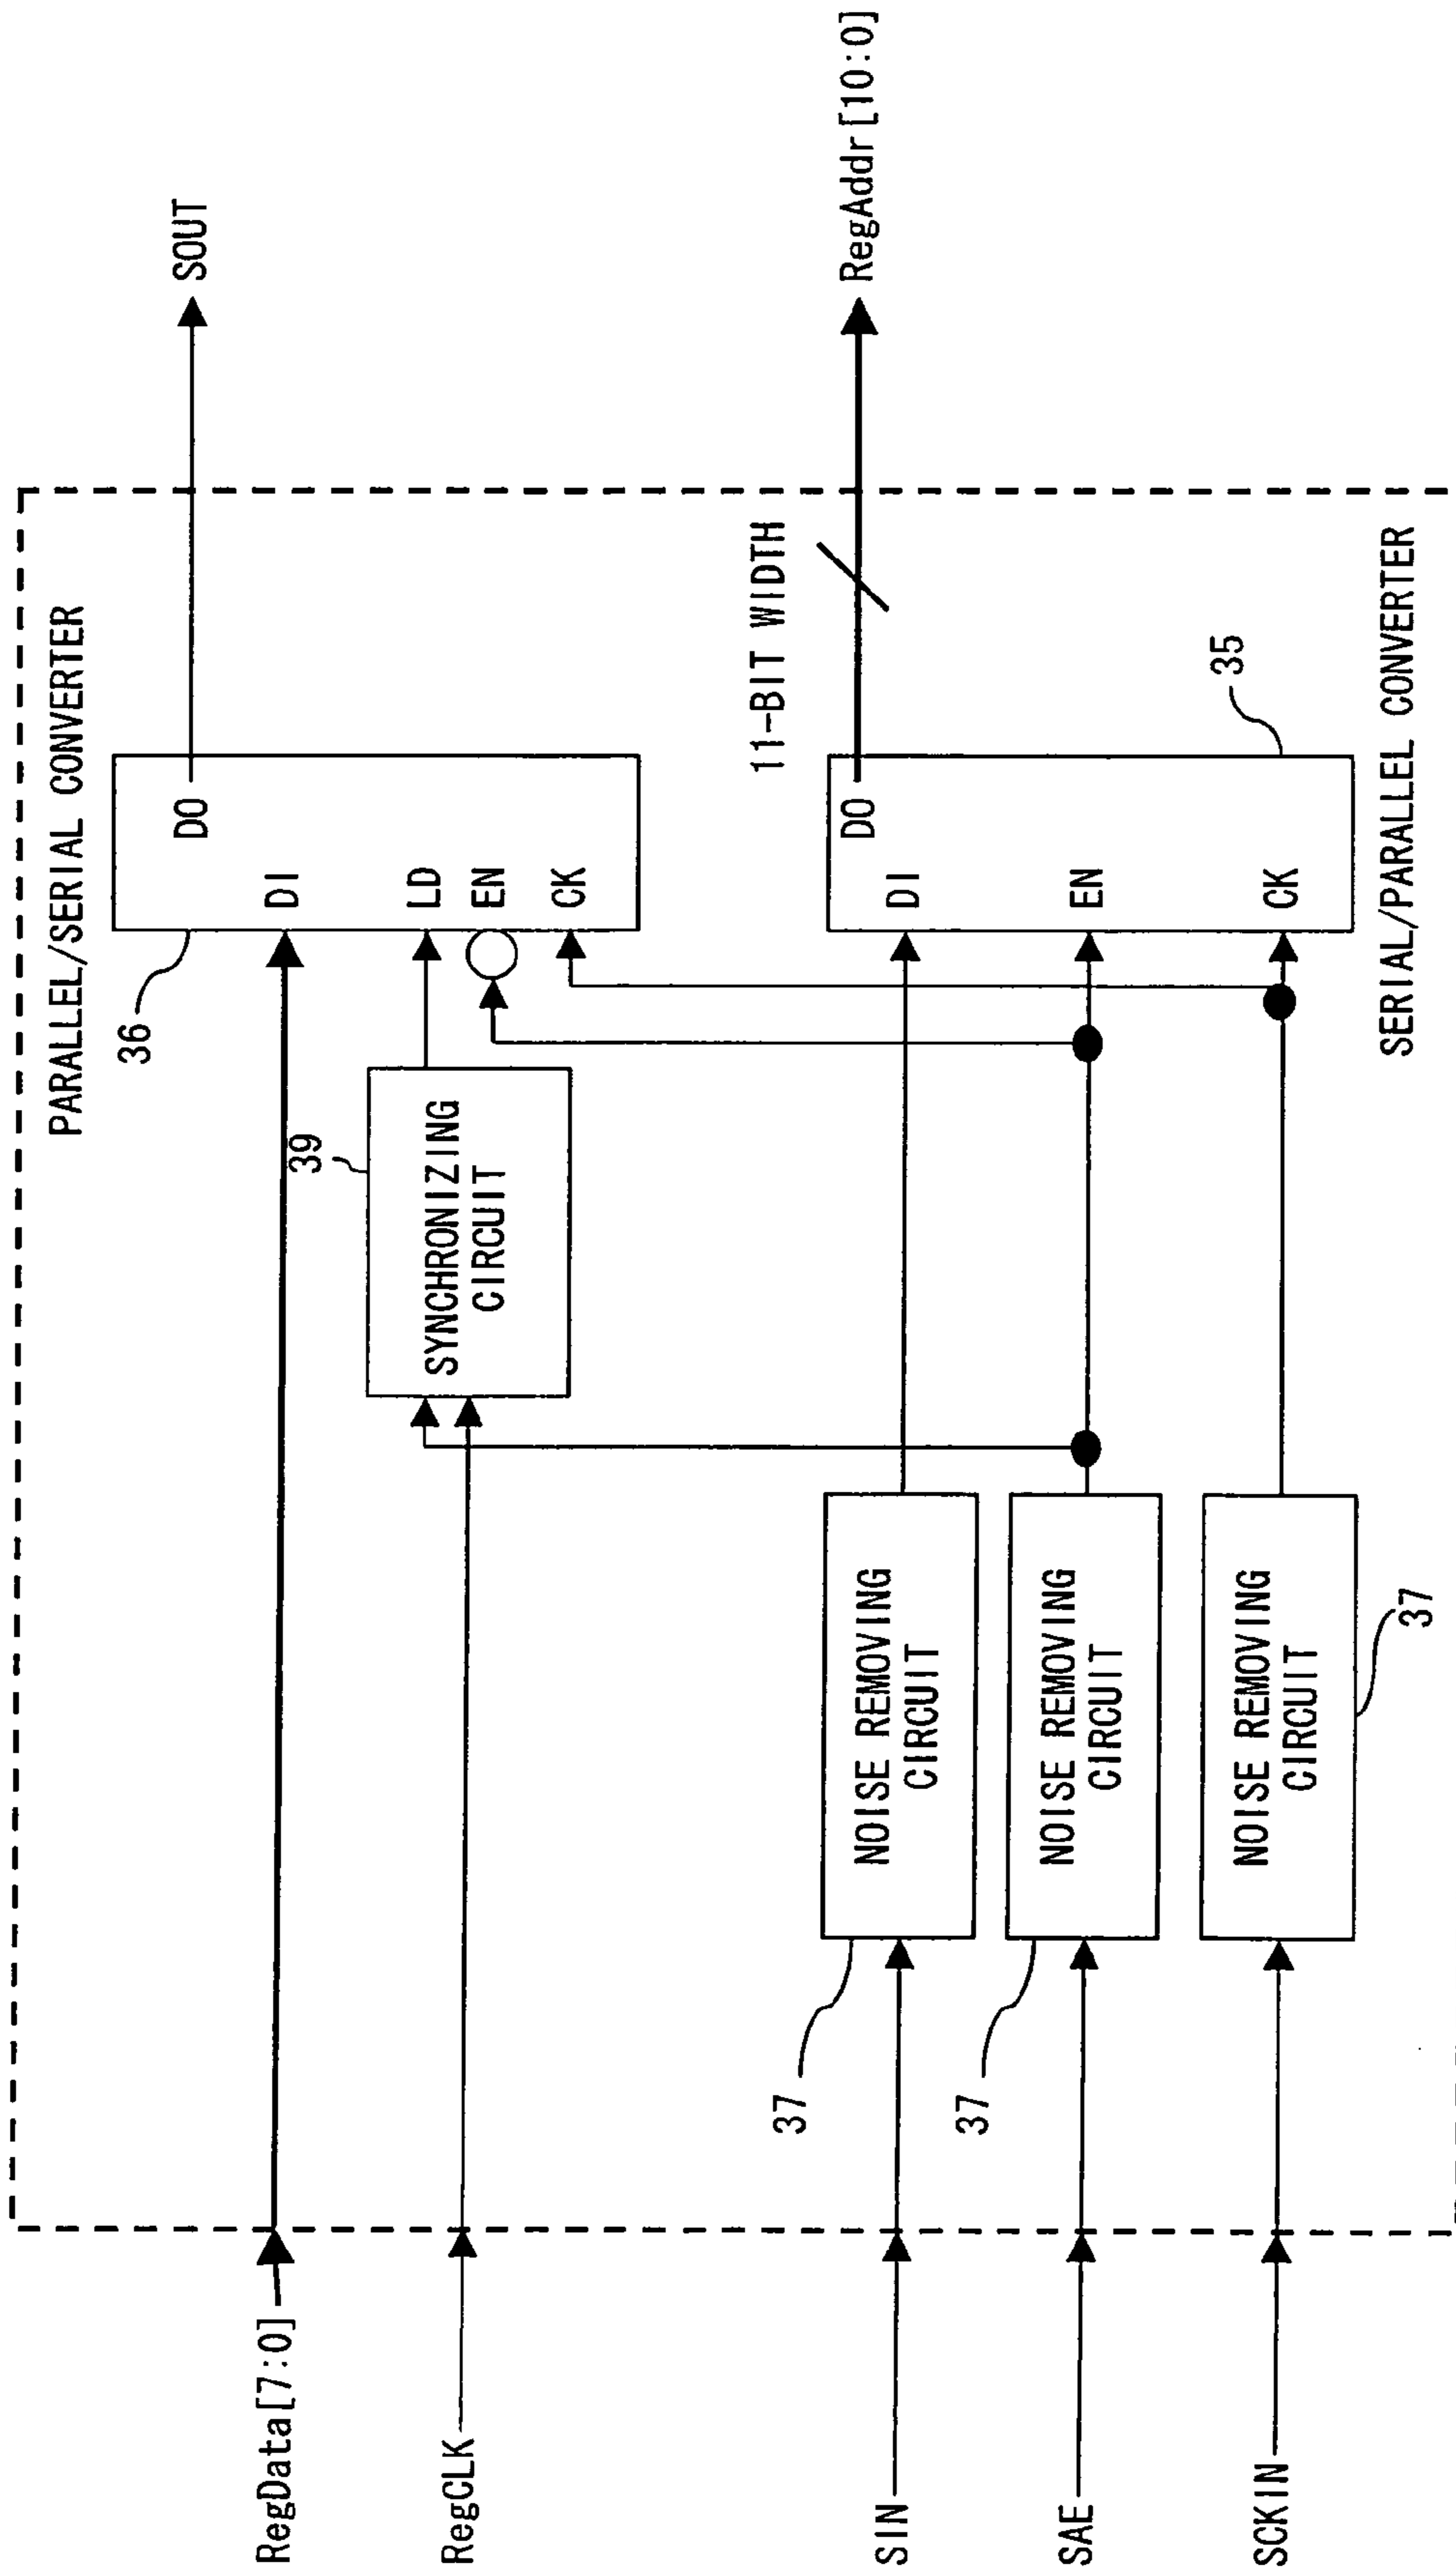 PARALLEL/SERIAL CONVERTER
36
DO
DI
LD
EN
CK
SOUT
39
SYNCHRONIZING
CIRCUIT
RegData[7:0]
RegCLK
11-BIT WIDTH
RegAddr[10:0]
DO
DI
EN
CK
35
SERIAL/PARALLEL CONVERTER
37
NOISE REMOVING
CIRCUIT
37
NOISE REMOVING
CIRCUIT
NOISE REMOVING
CIRCUIT
37
SIN
SAE
SCKIN